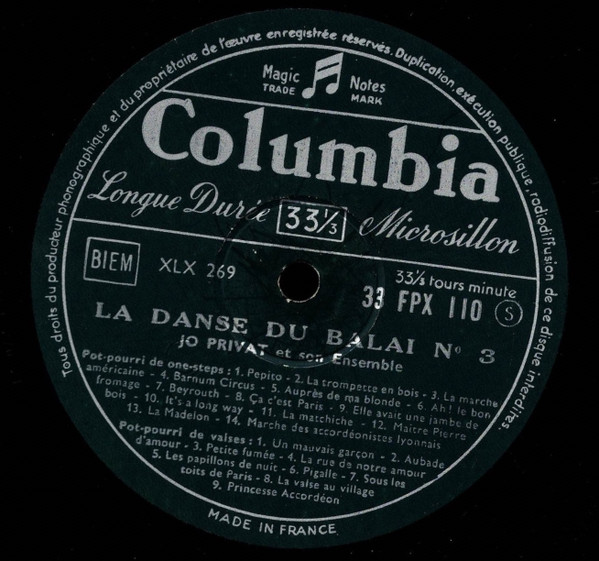 Tous droits du producteur phonographique et du propriétaire de l'œuvre enregistrée réservés. Duplication, exécution publique, radiodiffusion de ce disque interdites.
Magic Notes
TRADE MARK
Columbia
Longue Durée 33⅓ Microsillon
BIEM XLX 269
33⅓ tours minute
33 FPX 110 S
LA DANSE DU BALAI Nº 3
JO PRIVAT et son Ensemble
Pot-pourri de one-steps : 1. Pepito - 2. La trompette en bois - 3. La marche
américaine - 4. Barnum Circus - 5. Auprès de ma blonde - 6. Ah! le bon
fromage - 7. Beyrouth - 8. Ça c'est Paris - 9. Elle avait une jambe de
bois - 10. It's a long way - 11. La matchiche - 12. Maitre Pierre
13. La Madelon - 14. Marche des accordéonistes lyonnais
Pot-pourri de valses : 1. Un mauvais garçon - 2. Aubade
d'amour - 3. Petite fumée - 4. La rue de notre amour
5. Les papillons de nuit - 6. Pigalle - 7. Sous les
toits de Paris - 8. La valse au village
9. Princesse Accordéon
MADE IN FRANCE